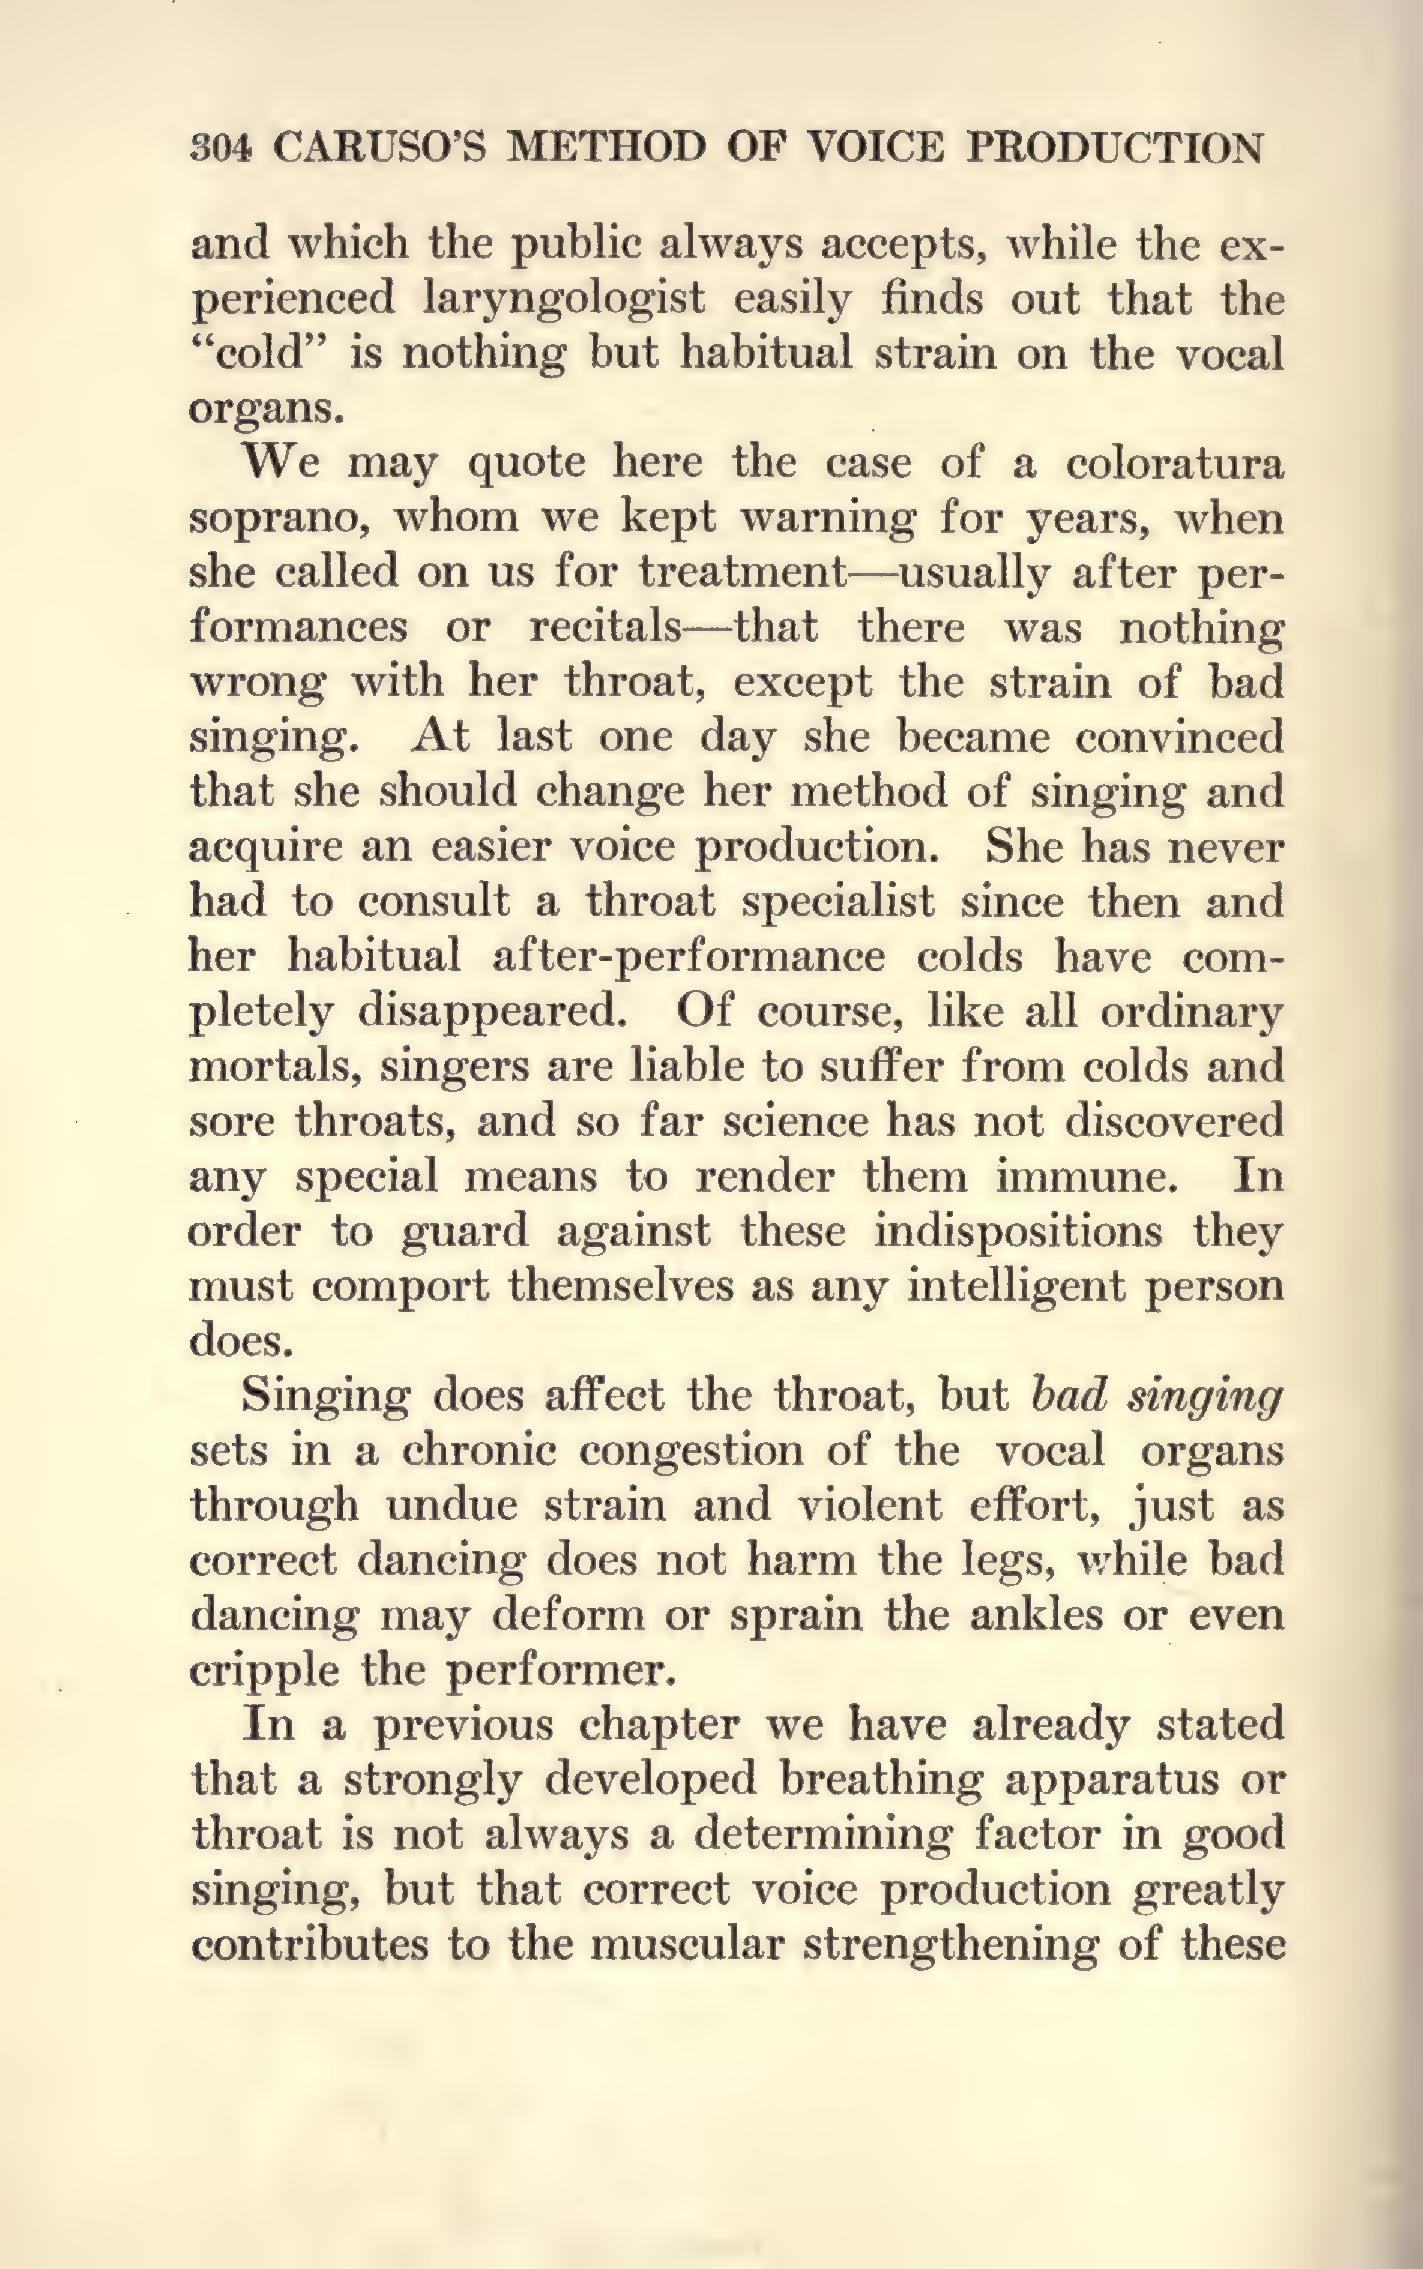 304 CARUSO'S METHOD OF VOICE PRODUCTION
and which the public always accepts, while the ex-
perienced laryngologist easily finds out that the
“cold” is nothing but habitual strain on the vocal
organs.
We may quote here the case of a coloratura
soprano, whom we kept warning for years, when
she called on us for treatment—usually after per-
formances or recitals—that there was nothing
wrong with her throat, except the strain of bad
singing. At last one day she became convinced
that she should change her method of singing and
acquire an easier voice production. She has never
had to consult a throat specialist since then and
her habitual after-performance colds have com-
pletely disappeared. Of course, like all ordinary
mortals, singers are liable to suffer from colds and
sore throats, and so far science has not discovered
any special means to render them immune. In
order to guard against these indispositions they
must comport themselves as any intelligent person
does.
Singing does affect the throat, but bad singing
sets in a chronic congestion of the vocal organs
through undue strain and violent effort, just as
correct dancing does not harm the legs, while bad
dancing may deform or sprain the ankles or even
cripple the performer.
In a previous chapter we have already stated
that a strongly developed breathing apparatus or
throat is not always a determining factor in good
singing, but that correct voice production greatly
contributes to the muscular strengthening of these